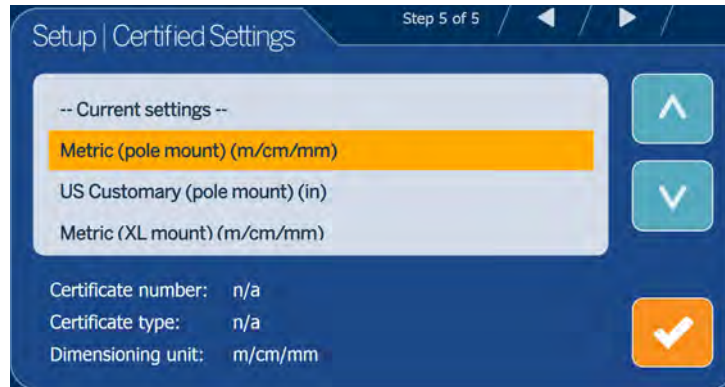 Setup | Certified Settings
Step 5 of 5
-- Current settings --
Metric (pole mount) (m/cm/mm)
US Customary (pole mount) (in)
Metric (XL mount) (m/cm/mm)
Certificate number: n/a
Certificate type: n/a
Dimensioning unit: m/cm/mm